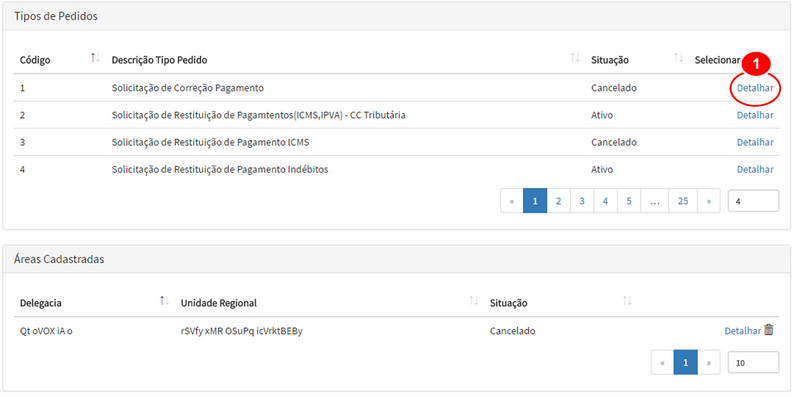 Tipos de Pedidos
Código Descrição Tipo Pedido Situação Selecionar
1
1 Solicitação de Correção Pagamento Cancelado Detalhar
2 Solicitação de Restituição de Pagamtentos(ICMS,IPVA) - CC Tributária Ativo Detalhar
3 Solicitação de Restituição de Pagamento ICMS Cancelado Detalhar
4 Solicitação de Restituição de Pagamento Indébitos Ativo Detalhar
« 1 2 3 4 5 ... 25 » 4
Áreas Cadastradas
Delegacia Unidade Regional Situação
Qt oVOX iA o rSVfy xMR OSuPq icVrktBEBy Cancelado Detalhar
« 1 » 10